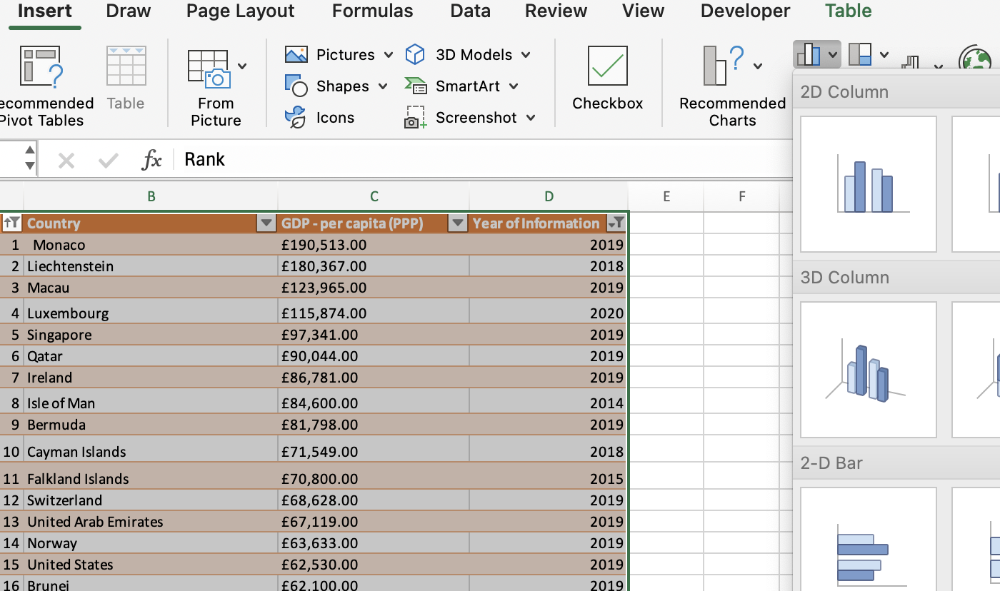 Insert Draw Page Layout Formulas Data Review View Developer Table
Pictures 3D Models
Shapes SmartArt
Icons Screenshot
ecommended Pivot Tables
Table
From Picture
Checkbox
Recommended Charts
fx Rank
B C D E F
Country GDP - per capita (PPP) Year of Information
1 Monaco £190,513.00 2019
2 Liechtenstein £180,367.00 2018
3 Macau £123,965.00 2019
4 Luxembourg £115,874.00 2020
5 Singapore £97,341.00 2019
6 Qatar £90,044.00 2019
7 Ireland £86,781.00 2019
8 Isle of Man £84,600.00 2014
9 Bermuda £81,798.00 2019
10 Cayman Islands £71,549.00 2018
11 Falkland Islands £70,800.00 2015
12 Switzerland £68,628.00 2019
13 United Arab Emirates £67,119.00 2019
14 Norway £63,633.00 2019
15 United States £62,530.00 2019
16 Brunei £62,100.00 2019
2D Column
3D Column
2-D Bar